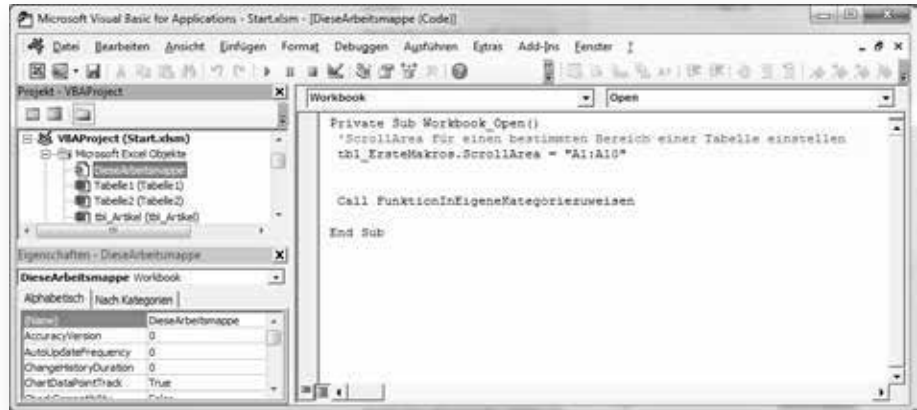 Microsoft Visual Basic for Applications - Start.xlsm - [DieseArbeitsmappe (Code)]
Datei Bearbeiten Ansicht Einfügen Format Debuggen Ausführen Extras Add-Ins Fenster ?
Projekt - VBAProject
VBAProject (Start.xlsm)
Microsoft Excel Objekte
DieseArbeitsmappe
Tabelle1 (Tabelle1)
Tabelle2 (Tabelle2)
tbl_Artikel (tbl_Artikel)
Eigenschaften - DieseArbeitsmappe
DieseArbeitsmappe Workbook
Alphabetisch Nach Kategorien
(Name) DieseArbeitsmappe
AccuracyVersion 0
AutoUpdateFrequency 0
ChangeHistoryDuration 0
ChartDataPointTrack True
Workbook Open
Private Sub Workbook_Open()
'ScrollArea für einen bestimmten Bereich einer Tabelle einstellen
tbl_ErsteMakros.ScrollArea = "A1:A10"
Call FunktionInEigeneKategoriezuweisen
End Sub